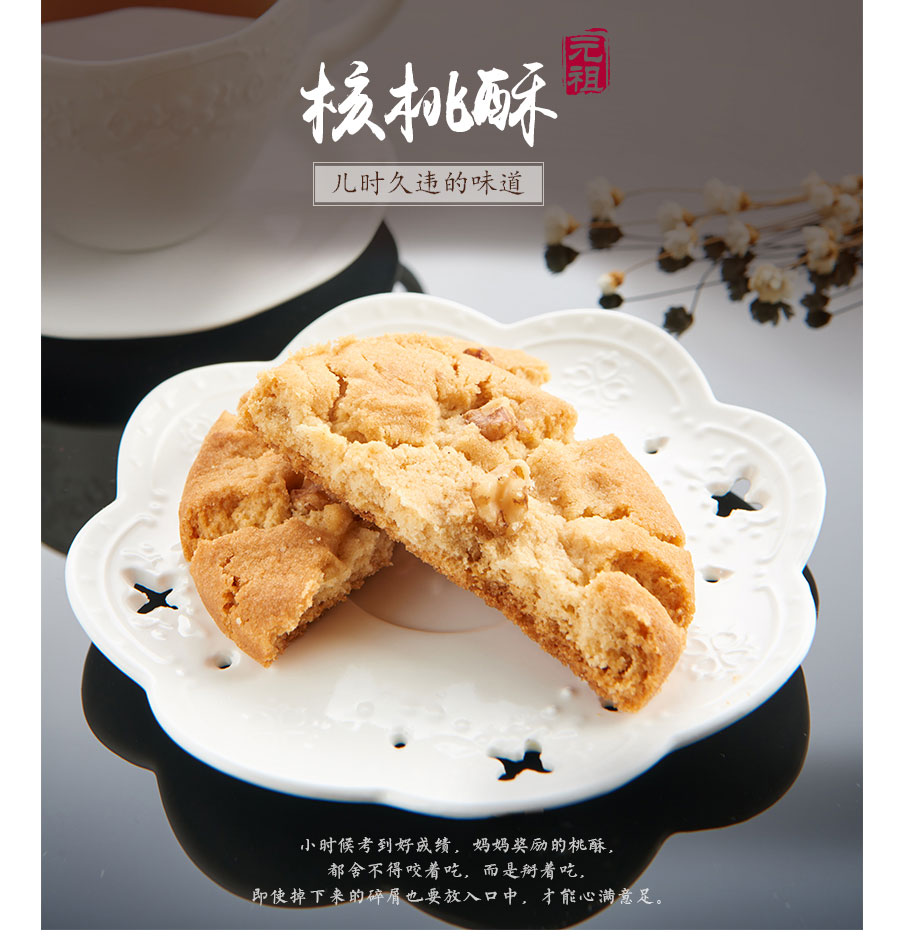 核桃酥
元祖
儿时久违的味道
小时候考到好成绩，妈妈奖励的桃酥，
都舍不得咬着吃，而是掰着吃，
即使掉下来的碎屑也要放入口中，才能心满意足。